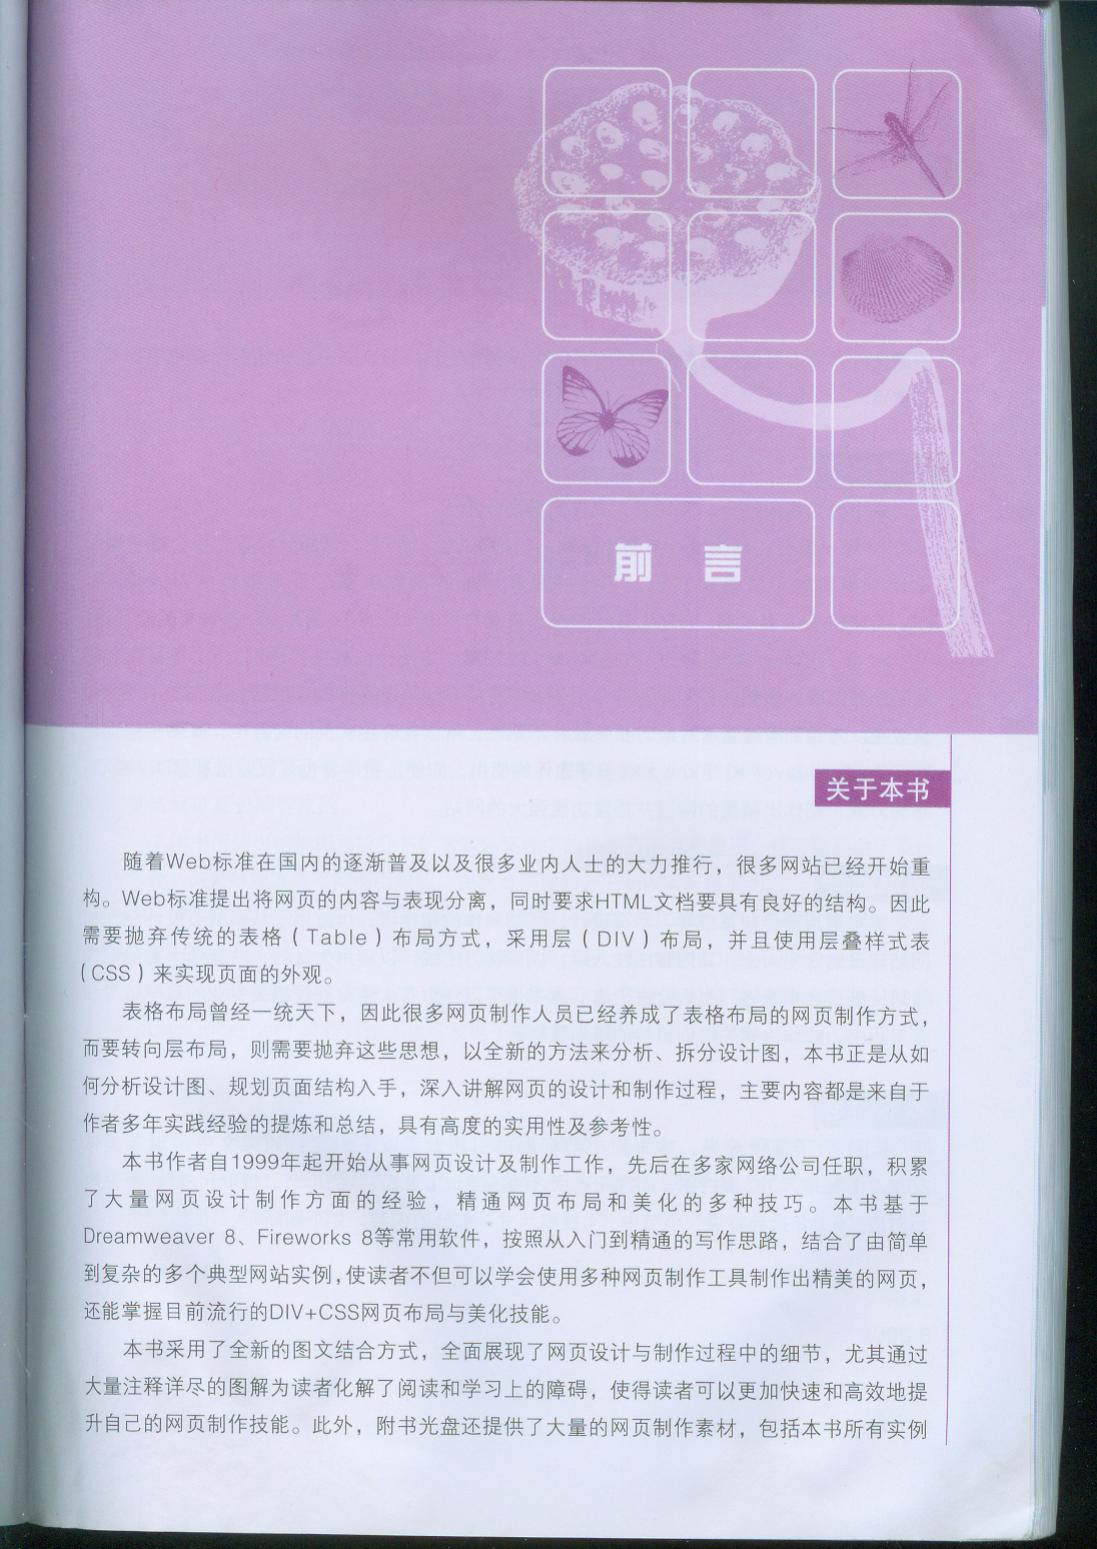 前 言
关于本书
随着Web标准在国内的逐渐普及以及很多业内人士的大力推行，很多网站已经开始重
构。Web标准提出将网页的内容与表现分离，同时要求HTML文档要具有良好的结构。因此
需要抛弃传统的表格（Table）布局方式，采用层（DIV）布局，并且使用层叠样式表
（CSS）来实现页面的外观。
表格布局曾经一统天下，因此很多网页制作人员已经养成了表格布局的网页制作方式，
而要转向层布局，则需要抛弃这些思想，以全新的方法来分析、拆分设计图，本书正是从如
何分析设计图、规划页面结构入手，深入讲解网页的设计和制作过程，主要内容都是来自于
作者多年实践经验的提炼和总结，具有高度的实用性及参考性。
本书作者自1999年起开始从事网页设计及制作工作，先后在多家网络公司任职，积累
了大量网页设计制作方面的经验，精通网页布局和美化的多种技巧。本书基于
Dreamweaver 8、Fireworks 8等常用软件，按照从入门到精通的写作思路，结合了由简单
到复杂的多个典型网站实例，使读者不但可以学会使用多种网页制作工具制作出精美的网页，
还能掌握目前流行的DIV+CSS网页布局与美化技能。
本书采用了全新的图文结合方式，全面展现了网页设计与制作过程中的细节，尤其通过
大量注释详尽的图解为读者化解了阅读和学习上的障碍，使得读者可以更加快速和高效地提
升自己的网页制作技能。此外，附书光盘还提供了大量的网页制作素材，包括本书所有实例